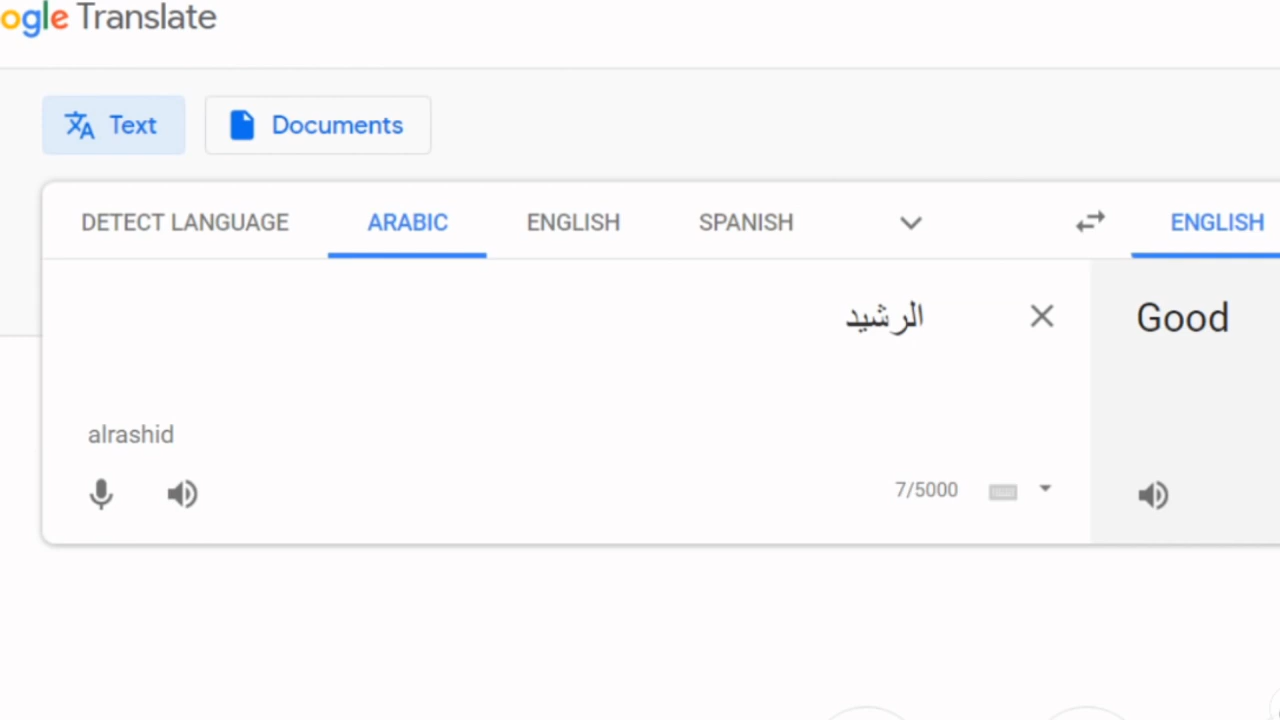 ogle Translate
Text
Documents
DETECT LANGUAGE
ARABIC
ENGLISH
SPANISH
ENGLISH
الرشيد
Good
alrashid
7/5000